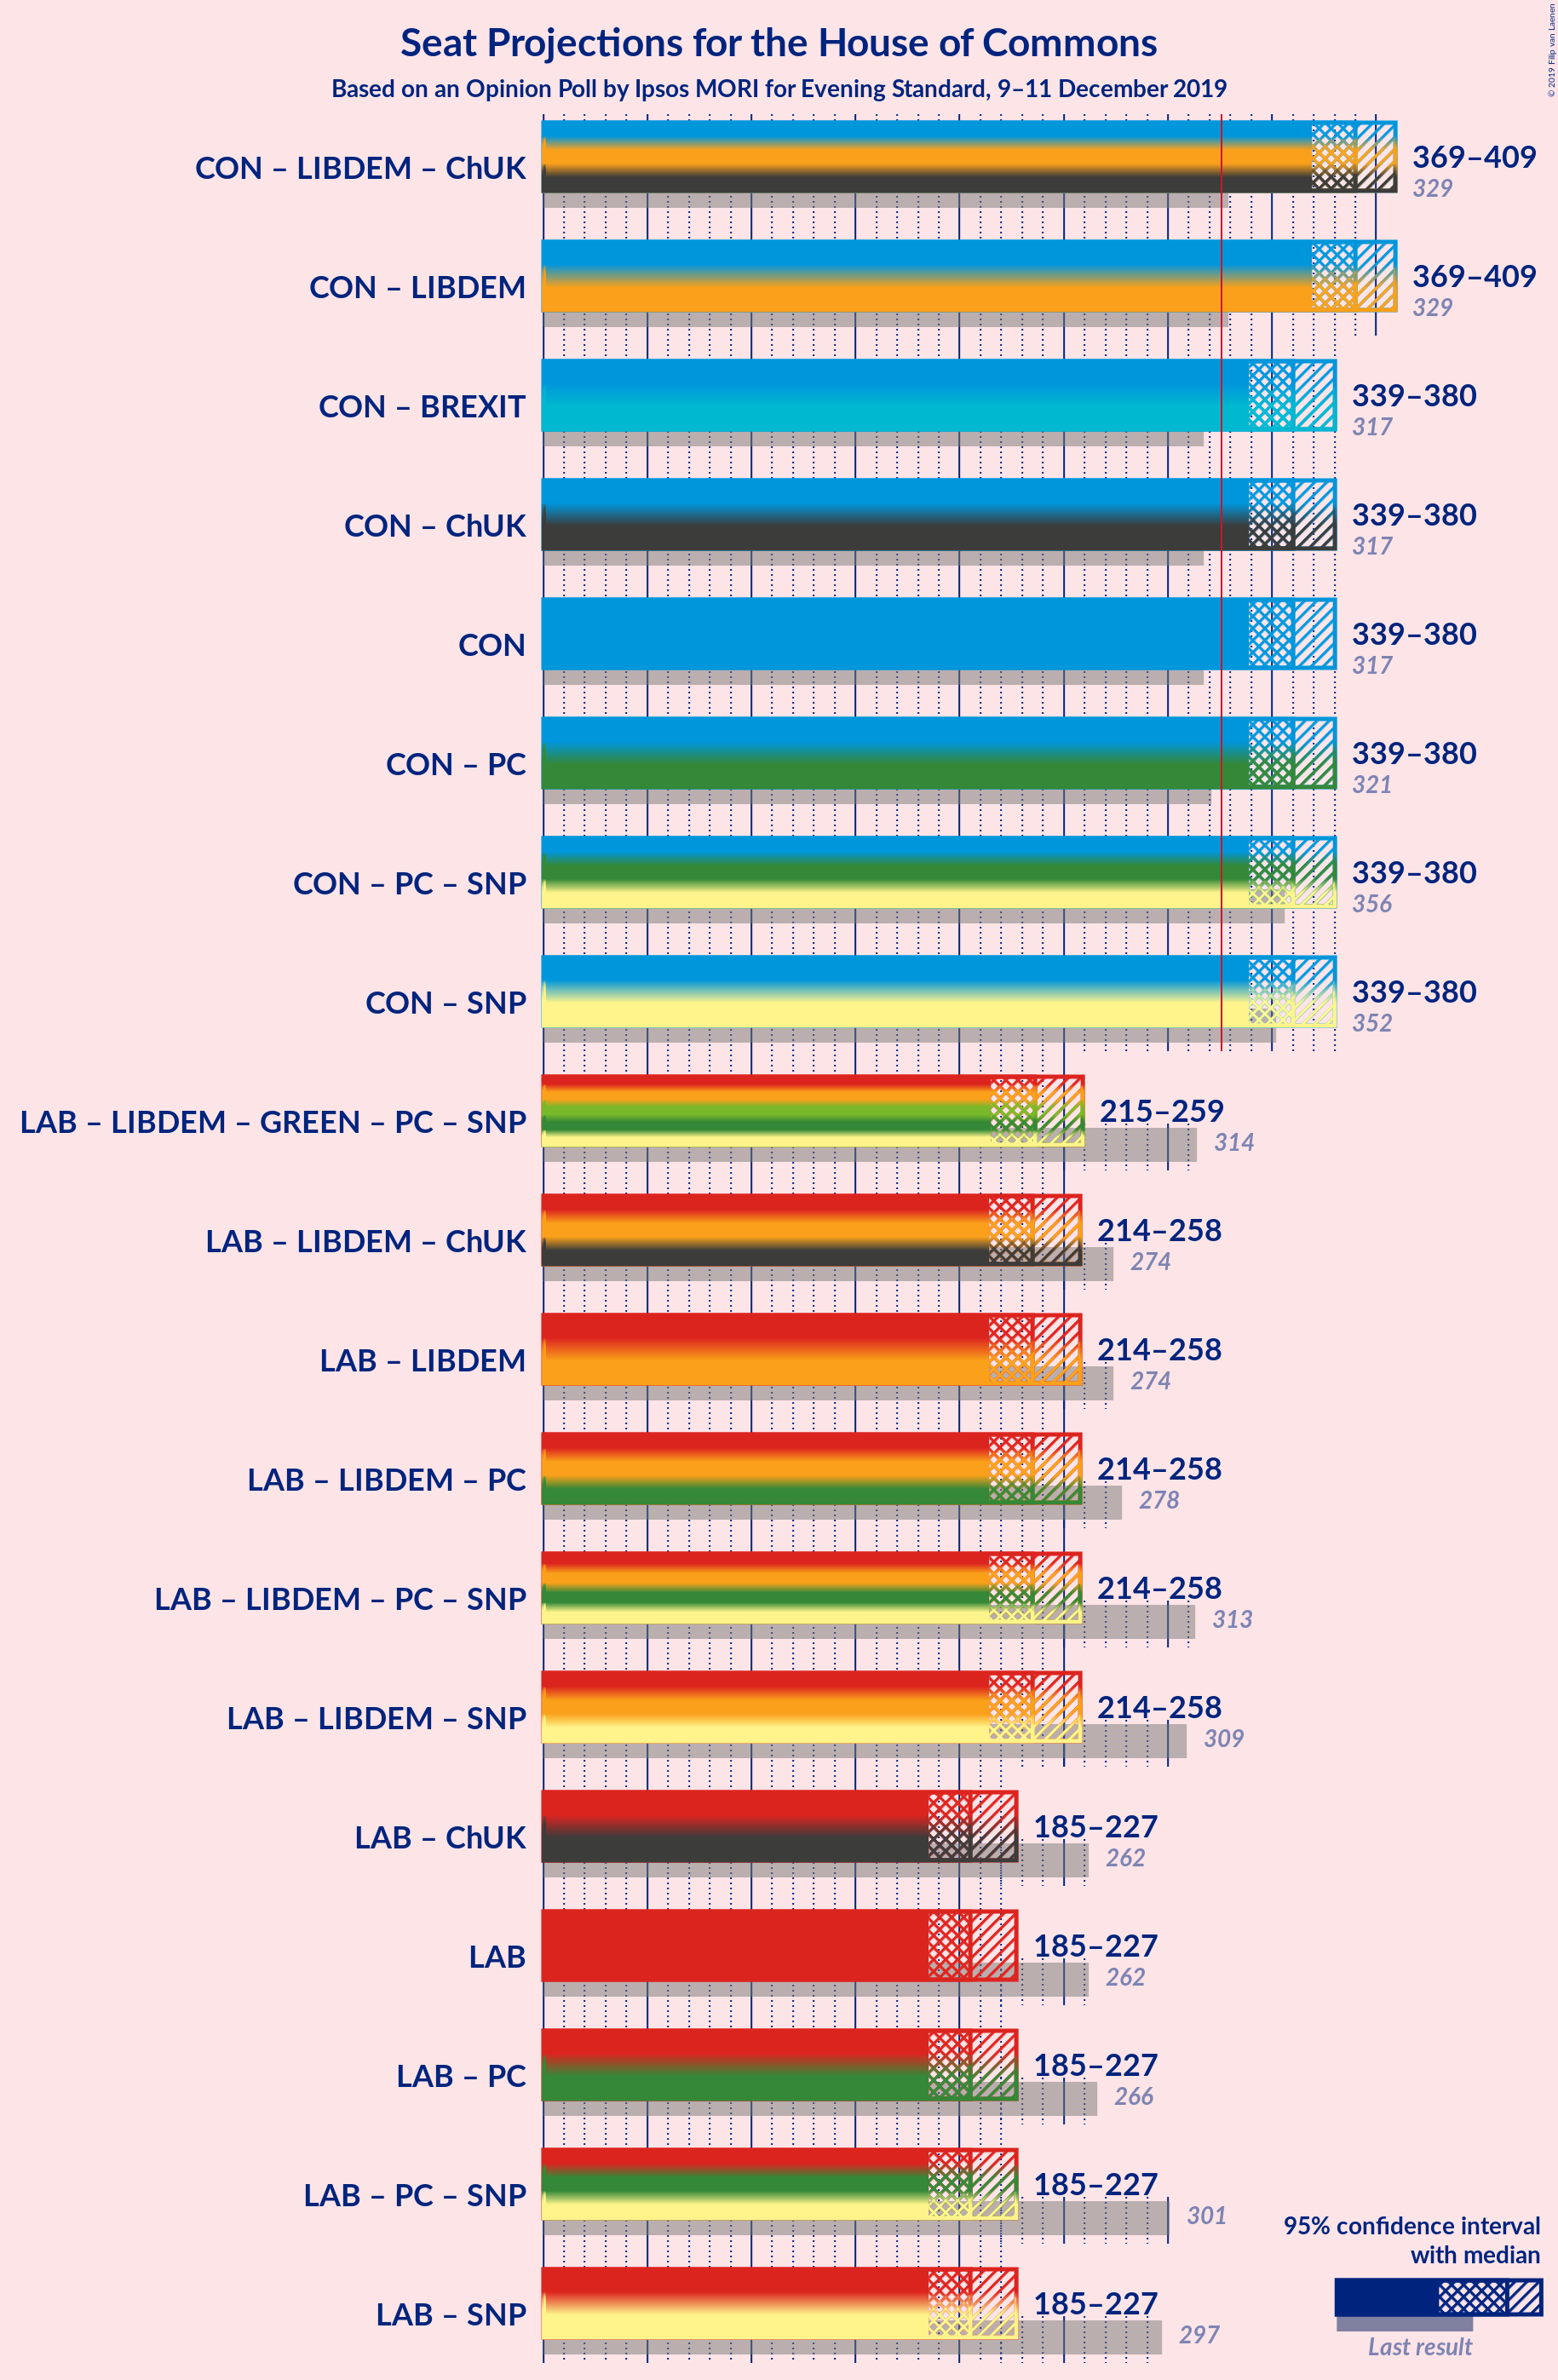 Seat Projections for the House of Commons
Based on an Opinion Poll by Ipsos MORI for Evening Standard, 9–11 December 2019
© 2019 Filip van Laenen
CON – LIBDEM – ChUK
369–409
329
CON – LIBDEM
369–409
329
CON – BREXIT
339–380
317
CON – ChUK
339–380
317
CON
339–380
317
CON – PC
339–380
321
CON – PC – SNP
339–380
356
CON – SNP
339–380
352
LAB – LIBDEM – GREEN – PC – SNP
215–259
314
LAB – LIBDEM – ChUK
214–258
274
LAB – LIBDEM
214–258
274
LAB – LIBDEM – PC
214–258
278
LAB – LIBDEM – PC – SNP
214–258
313
LAB – LIBDEM – SNP
214–258
309
LAB – ChUK
185–227
262
LAB
185–227
262
LAB – PC
185–227
266
LAB – PC – SNP
185–227
301
LAB – SNP
185–227
297
95% confidence interval
with median
Last result